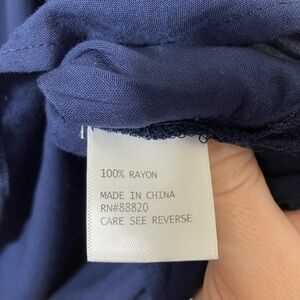 100% RAYON
MADE IN CHINA
RN#88820
CARE SEE REVERSE